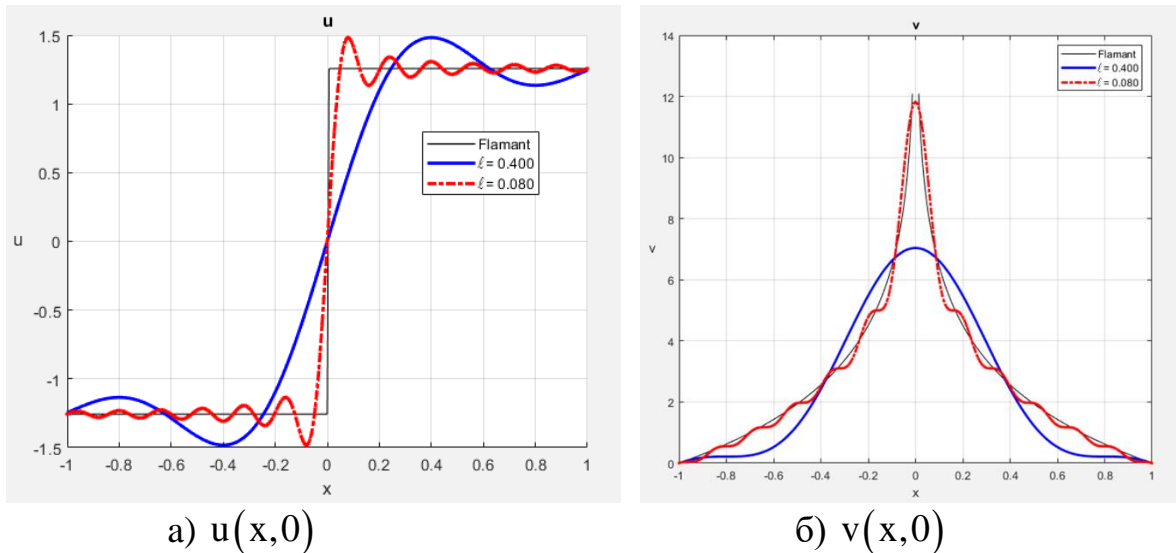 u
1.5
1
0.5
0
-0.5
-1
-1.5
u
-1 -0.8 -0.6 -0.4 -0.2 0 0.2 0.4 0.6 0.8 1
x
Flamant
ℓ = 0.400
ℓ = 0.080
а) u(x,0)
v
14
12
10
8
6
4
2
0
v
-1 -0.8 -0.6 -0.4 -0.2 0 0.2 0.4 0.6 0.8 1
x
Flamant
ℓ = 0.400
ℓ = 0.080
б) v(x,0)